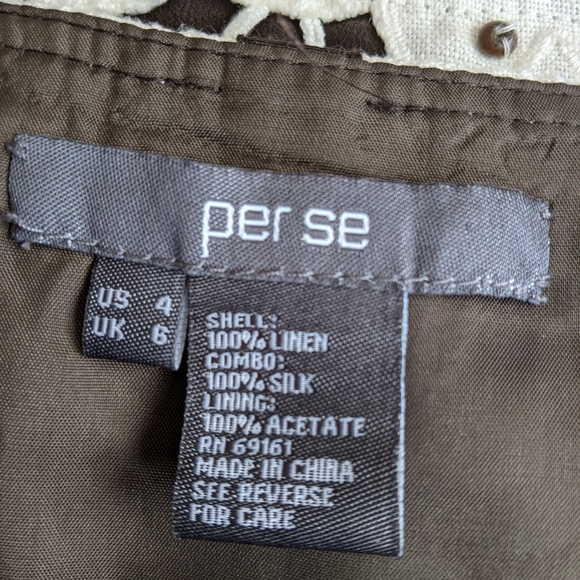 per se
US 4
UK 6
SHELL:
100% LINEN
COMBO:
100% SILK
LINING:
100% ACETATE
RN 69161
MADE IN CHINA
SEE REVERSE
FOR CARE